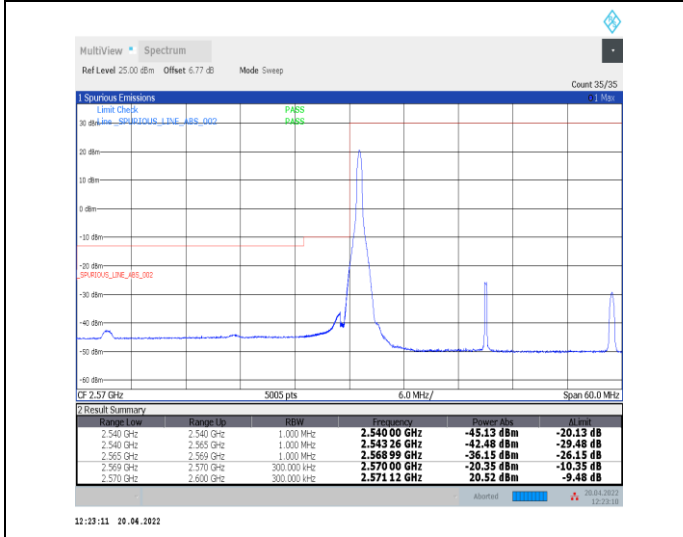 MultiView Spectrum
Ref Level 25.00 dBm Offset 6.77 dB Mode Sweep
Count 35/35
1 Spurious Emissions 1 Max
Limit Check PASS
30 dBm Line _SPURIOUS_LINE_ABS_002 PASS
20 dBm
10 dBm
0 dBm
-10 dBm
-20 dBm
_SPURIOUS_LINE_ABS_002
-30 dBm
-40 dBm
-50 dBm
-60 dBm
CF 2.57 GHz 5005 pts 6.0 MHz/ Span 60.0 MHz
2 Result Summary
Range Low Range Up RBW Frequency Power Abs ΔLimit
2.540 GHz 2.540 GHz 1.000 MHz 2.540 00 GHz -45.13 dBm -20.13 dB
2.540 GHz 2.565 GHz 1.000 MHz 2.543 26 GHz -42.48 dBm -29.48 dB
2.565 GHz 2.569 GHz 1.000 MHz 2.568 99 GHz -36.15 dBm -26.15 dB
2.569 GHz 2.570 GHz 300.000 kHz 2.570 00 GHz -20.35 dBm -10.35 dB
2.570 GHz 2.600 GHz 300.000 kHz 2.571 12 GHz 20.52 dBm -9.48 dB
Aborted 20.04.2022
12:23:10
12:23:11 20.04.2022